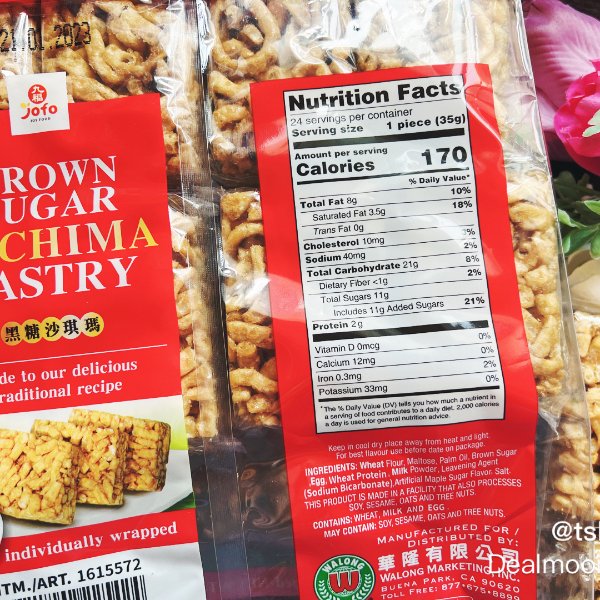 21.01 2023
九福
Jofo
JOY FOOD
ROWN
UGAR
CHIMA
ASTRY
黑糖沙琪瑪
de to our delicious
raditional recipe
individually wrapped
TM./ART. 1615572
Nutrition Facts
24 servings per container
Serving size 1 piece (35g)
Amount per serving
Calories 170
% Daily Value*
Total Fat 8g 10%
Saturated Fat 3.5g 18%
Trans Fat 0g
Cholesterol 10mg 3%
Sodium 40mg 2%
Total Carbohydrate 21g 8%
Dietary Fiber <1g 2%
Total Sugars 11g
Includes 11g Added Sugars 21%
Protein 2g
Vitamin D 0mcg 0%
Calcium 12mg 0%
Iron 0.3mg 2%
Potassium 33mg 0%
*The % Daily Value (DV) tells you how much a nutrient in
a serving of food contributes to a daily diet. 2,000 calories
a day is used for general nutrition advice.
Keep in cool dry place away from heat and light.
For best flavour use before date on package.
INGREDIENTS: Wheat Flour, Maltose, Palm Oil, Brown Sugar
,Egg, Wheat Protein, Milk Powder, Leavening Agent
(Sodium Bicarbonate), Artificial Maple Sugar Flavor, Salt.
THIS PRODUCT IS MADE IN A FACILITY THAT ALSO PROCESSES
SOY, SESAME, OATS AND TREE NUTS.
CONTAINS: WHEAT, MILK AND EGG
MAY CONTAIN: SOY, SESAME, OATS AND TREE NUTS.
MANUFACTURED FOR /
DISTRIBUTED BY:
WALONG
華隆有限公司
WALONG MARKETING, INC.
BUENA PARK, CA 90620
TOLL FREE: 877-675-8899
@tsi
Dealmoo